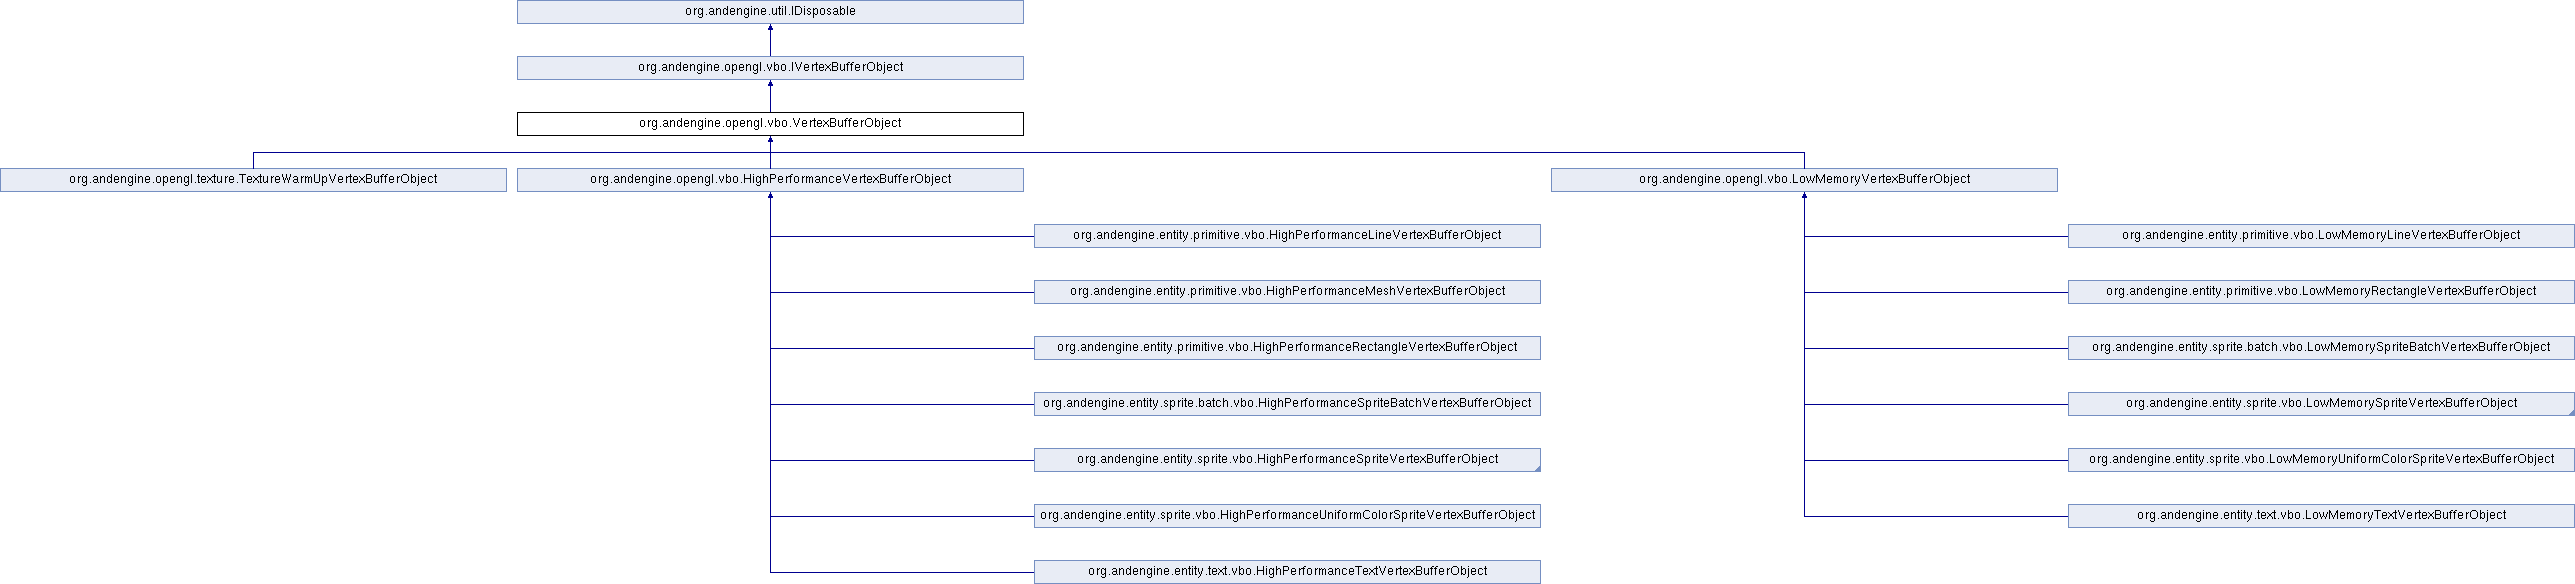 org.andengine.util.IDisposable
org.andengine.opengl.vbo.IVertexBufferObject
org.andengine.opengl.vbo.VertexBufferObject
org.andengine.opengl.texture.TextureWarmUpVertexBufferObject
org.andengine.opengl.vbo.HighPerformanceVertexBufferObject
org.andengine.opengl.vbo.LowMemoryVertexBufferObject
org.andengine.entity.primitive.vbo.HighPerformanceLineVertexBufferObject
org.andengine.entity.primitive.vbo.LowMemoryLineVertexBufferObject
org.andengine.entity.primitive.vbo.HighPerformanceMeshVertexBufferObject
org.andengine.entity.primitive.vbo.LowMemoryRectangleVertexBufferObject
org.andengine.entity.primitive.vbo.HighPerformanceRectangleVertexBufferObject
org.andengine.entity.sprite.batch.vbo.LowMemorySpriteBatchVertexBufferObject
org.andengine.entity.sprite.batch.vbo.HighPerformanceSpriteBatchVertexBufferObject
org.andengine.entity.sprite.vbo.LowMemorySpriteVertexBufferObject
org.andengine.entity.sprite.vbo.HighPerformanceSpriteVertexBufferObject
org.andengine.entity.sprite.vbo.LowMemoryUniformColorSpriteVertexBufferObject
org.andengine.entity.sprite.vbo.HighPerformanceUniformColorSpriteVertexBufferObject
org.andengine.entity.text.vbo.LowMemoryTextVertexBufferObject
org.andengine.entity.text.vbo.HighPerformanceTextVertexBufferObject